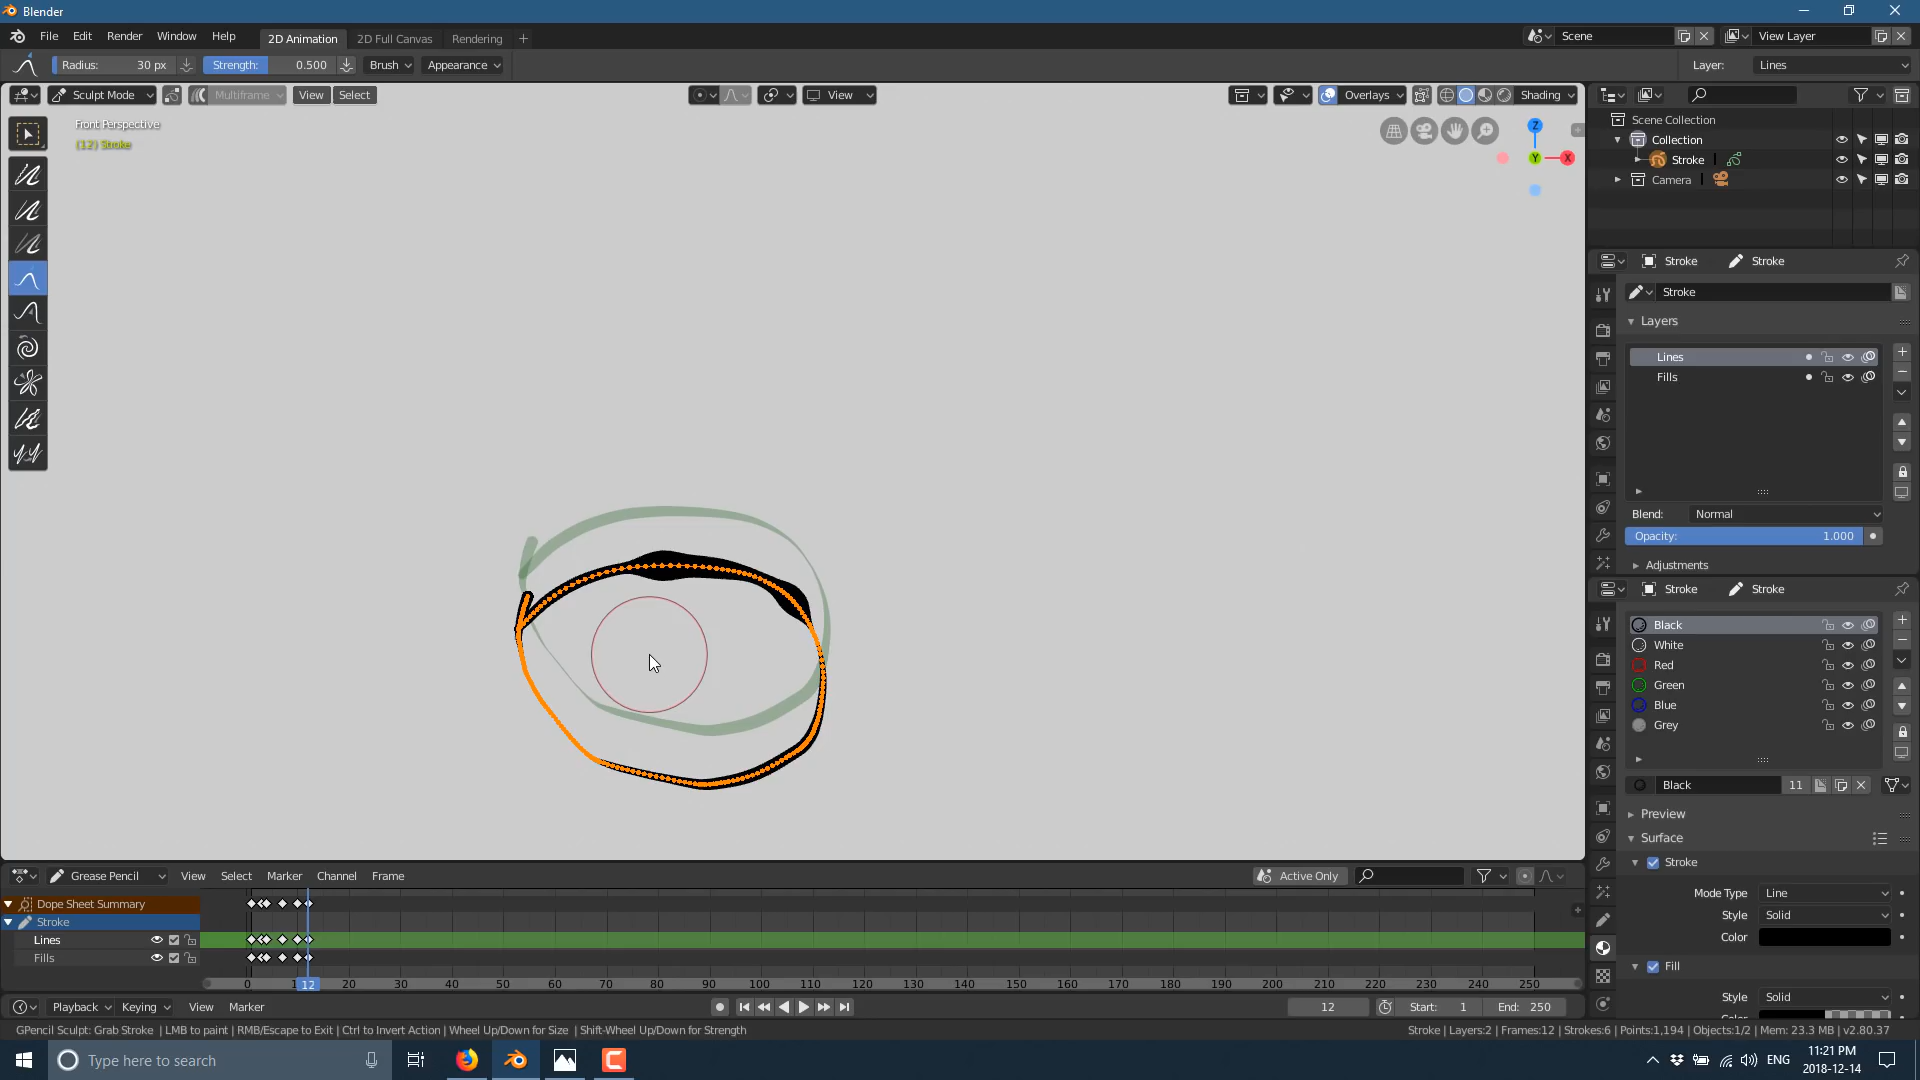 Blender
File Edit Render Window Help 2D Animation 2D Full Canvas Rendering + Scene View Layer
Radius: 30 px Strength: 0.500 Brush Appearance Layer: Lines
Sculpt Mode Multiframe View Select View Overlays Shading
Front Perspective
(12) Stroke
Z
Y
X
Scene Collection
Collection
Stroke
Camera
Stroke Stroke
Stroke
Layers
Lines
Fills
Blend: Normal
Opacity: 1.000
Adjustments
Stroke Stroke
Black
White
Red
Green
Blue
Grey
Black 11
Preview
Surface
Stroke
Mode Type Line
Style Solid
Color
Fill
Style Solid
Grease Pencil View Select Marker Channel Frame Active Only
Dope Sheet Summary
Stroke
Lines
Fills
0 12 20 30 40 50 60 70 80 90 100 110 120 130 140 150 160 170 180 190 200 210 220 230 240 250
Playback Keying View Marker 12 Start: 1 End: 250
GPencil Sculpt: Grab Stroke | LMB to paint | RMB/Escape to Exit | Ctrl to Invert Action | Wheel Up/Down for Size | Shift-Wheel Up/Down for Strength
Stroke | Layers:2 | Frames:12 | Strokes:6 | Points:1,194 | Objects:1/2 | Mem: 23.3 MB | v2.80.37
Type here to search
ENG
11:21 PM
2018-12-14